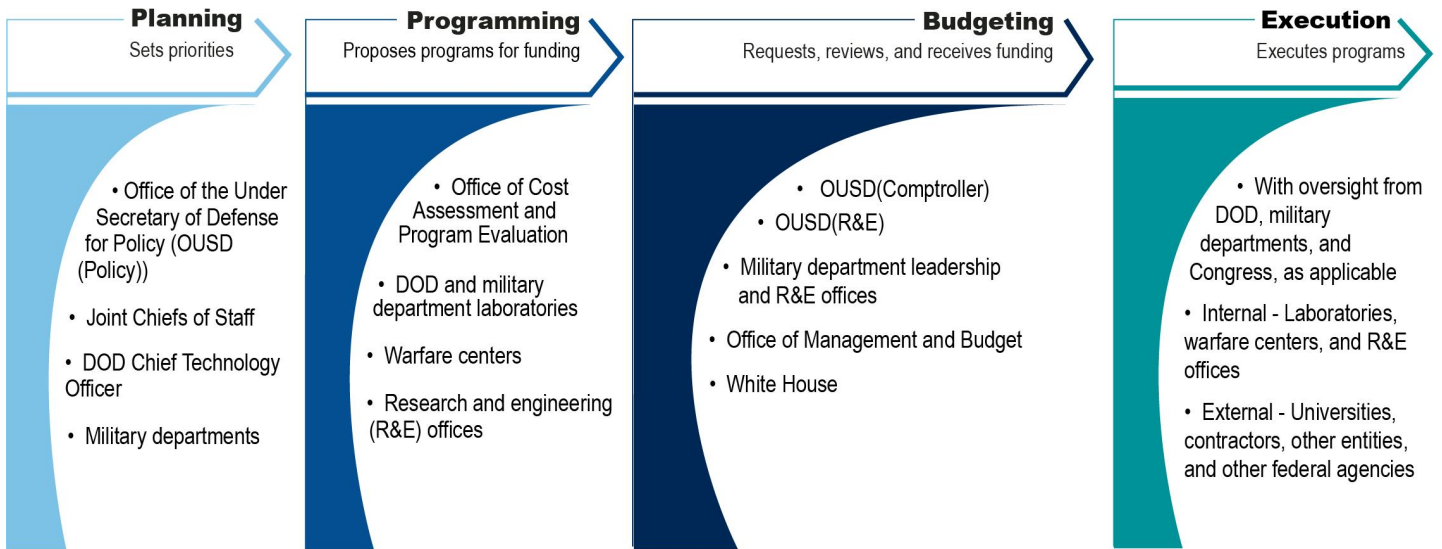 Planning
Sets priorities
• Office of the Under
Secretary of Defense
for Policy (OUSD
(Policy))
• Joint Chiefs of Staff
• DOD Chief Technology
Officer
• Military departments
Programming
Proposes programs for funding
• Office of Cost
Assessment and
Program Evaluation
• DOD and military
department laboratories
• Warfare centers
• Research and engineering
(R&E) offices
Budgeting
Requests, reviews, and receives funding
• OUSD(Comptroller)
• OUSD(R&E)
• Military department leadership
and R&E offices
• Office of Management and Budget
• White House
Execution
Executes programs
• With oversight from
DOD, military
departments, and
Congress, as applicable
• Internal - Laboratories,
warfare centers, and R&E
offices
• External - Universities,
contractors, other entities,
and other federal agencies